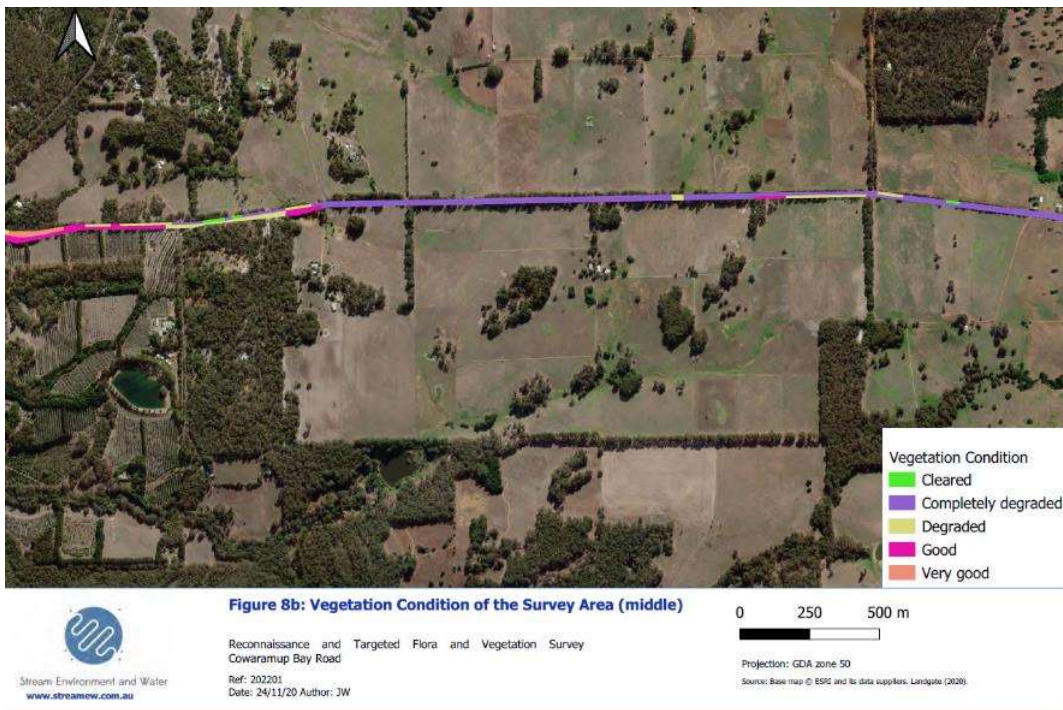 Vegetation Condition
Cleared
Completely degraded
Degraded
Good
Very good
Figure 8b: Vegetation Condition of the Survey Area (middle)
Reconnaissance and Targeted Flora and Vegetation Survey
Cowaramup Bay Road
Ref: 202201
Date: 24/11/20 Author: JW
Stream Environment and Water
www.streamew.com.au
0 250 500 m
Projection: GDA zone 50
Source: Base map © ESRI and its data suppliers. Landgate (2020).